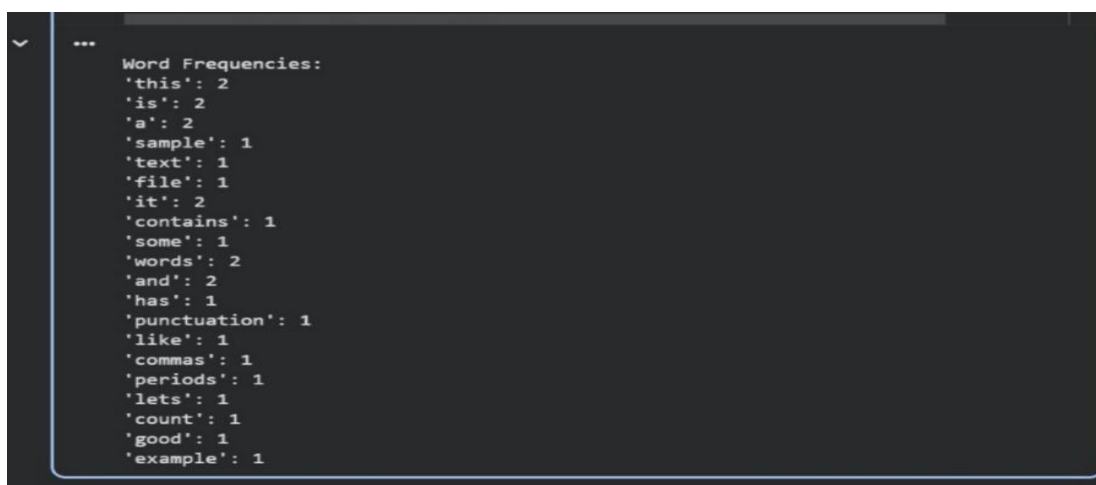 ...
Word Frequencies:
'this': 2
'is': 2
'a': 2
'sample': 1
'text': 1
'file': 1
'it': 2
'contains': 1
'some': 1
'words': 2
'and': 2
'has': 1
'punctuation': 1
'like': 1
'commas': 1
'periods': 1
'lets': 1
'count': 1
'good': 1
'example': 1